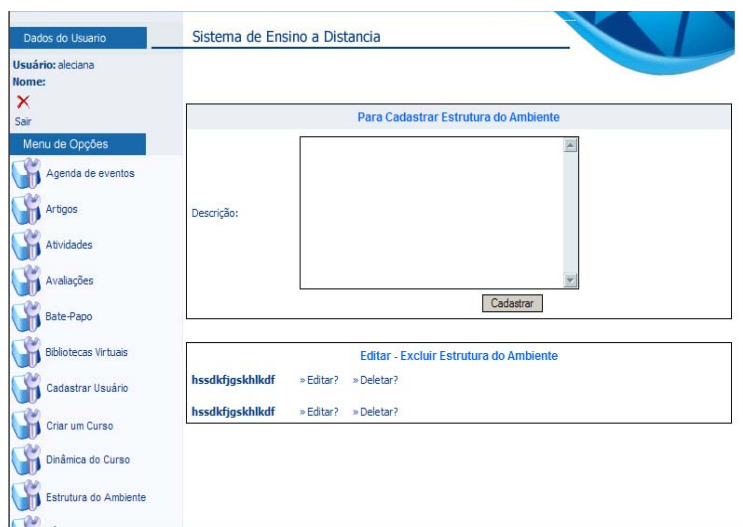 Dados do Usuario
Usuário: aleciana
Nome:
Sair
Menu de Opções
Agenda de eventos
Artigos
Atividades
Avaliações
Bate-Papo
Bibliotecas Virtuais
Cadastrar Usuário
Criar um Curso
Dinâmica do Curso
Estrutura do Ambiente
Sistema de Ensino a Distancia
Para Cadastrar Estrutura do Ambiente
Descrição:
Cadastrar
Editar - Excluir Estrutura do Ambiente
hssdkfjgskhlkdf » Editar? » Deletar?
hssdkfjgskhlkdf » Editar? » Deletar?